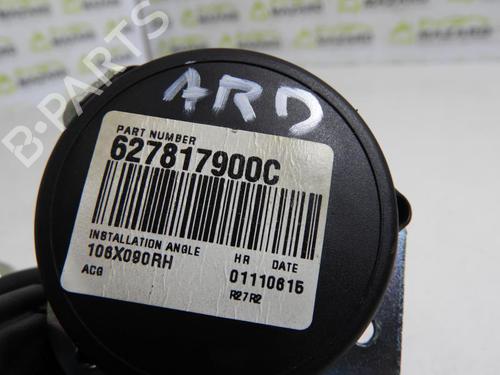 ARD
PART NUMBER
627817900C
INSTALLATION ANGLE HR DATE
106X090RH 01110615
ACG R27R2
B-PARTS